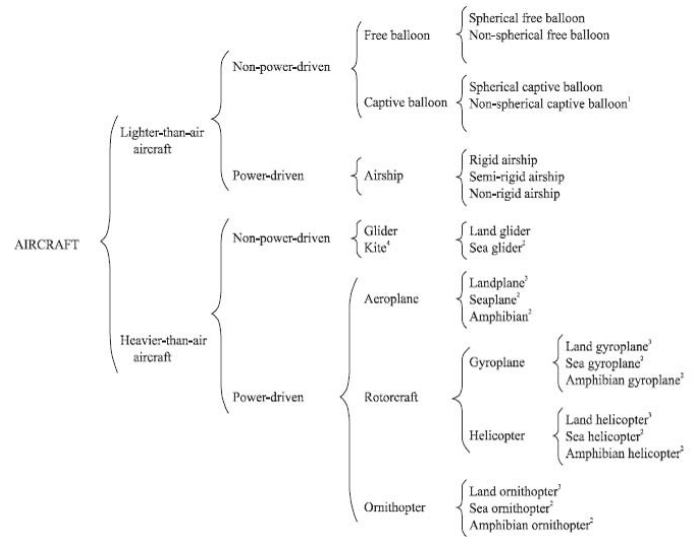 AIRCRAFT
Lighter-than-air
aircraft
Non-power-driven
Free balloon
Spherical free balloon
Non-spherical free balloon
Captive balloon
Spherical captive balloon
Non-spherical captive balloon¹
Power-driven
Airship
Rigid airship
Semi-rigid airship
Non-rigid airship
Heavier-than-air
aircraft
Non-power-driven
Glider
Kite⁴
Land glider
Sea glider²
Power-driven
Aeroplane
Landplane³
Seaplane²
Amphibian²
Rotorcraft
Gyroplane
Land gyroplane³
Sea gyroplane²
Amphibian gyroplane²
Helicopter
Land helicopter³
Sea helicopter²
Amphibian helicopter²
Ornithopter
Land ornithopter³
Sea ornithopter²
Amphibian ornithopter²